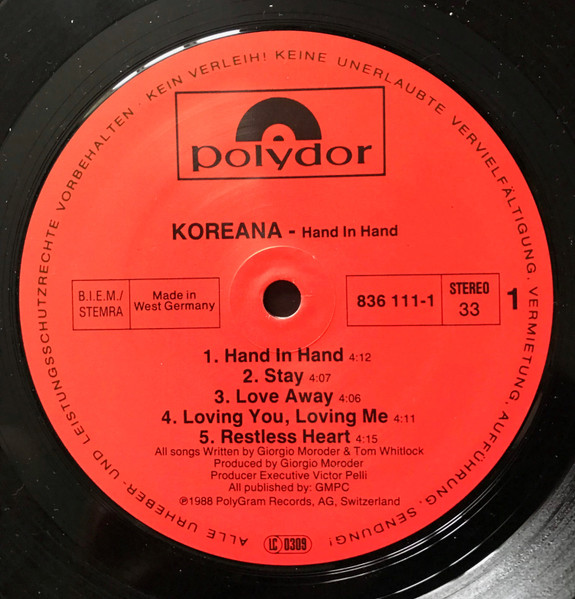 ALLE URHEBER- UND LEISTUNGSSCHUTZRECHTE VORBEHALTEN · KEIN VERLEIH! KEINE UNERLAUBTE VERVIELFÄLTIGUNG, VERMIETUNG, AUFFÜHRUNG, SENDUNG!
polydor
KOREANA - Hand In Hand
B.I.E.M./
STEMRA
Made in
West Germany
836 111-1
STEREO
33
1
1. Hand In Hand 4:12
2. Stay 4:07
3. Love Away 4:06
4. Loving You, Loving Me 4:11
5. Restless Heart 4:15
All songs Written by Giorgio Moroder & Tom Whitlock
Produced by Giorgio Moroder
Producer Executive Victor Pelli
All published by: GMPC
℗1988 PolyGram Records, AG, Switzerland
LC 0309